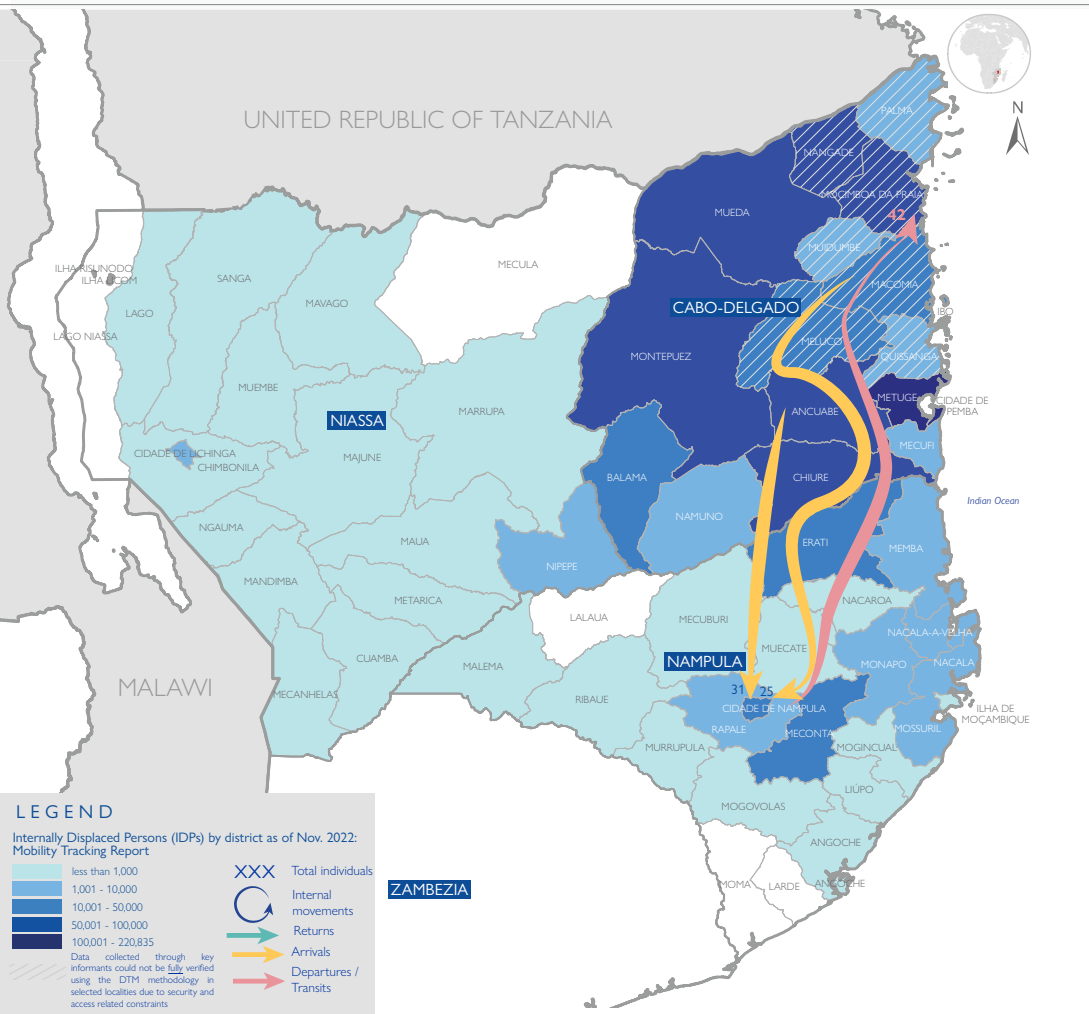 N
UNITED REPUBLIC OF TANZANIA
PALMA
NANGADE
MOCIMBOA DA PRAIA
MUEDA
42
MUIDUMBE
MECULA
ILHA RISUNODO
ILHA LICOM
SANGA
MACOMIA
MAVAGO
CABO-DELGADO
LAGO
IBO
LAGO NIASSA
MELUCO
MONTEPUEZ
QUISSANGA
MUEMBE
METUGE
CIDADE DE
PEMBA
MARRUPA
ANCUABE
NIASSA
MECUFI
CIDADE DE LICHINGA
MAJUNE
CHIMBONILA
BALAMA
CHIURE
Indian Ocean
NAMUNO
NGAUMA
MAUA
ERATI
MEMBA
NIPEPE
MANDIMBA
METARICA
NACAROA
LALAUA
MECUBURI
NACALA-A-VELHA
MUECATE
CUAMBA
NAMPULA
MALEMA
MONAPO
NACALA
MALAWI
MECANHELAS
31
25
RIBAUE
CIDADE DE NAMPULA
ILHA DE
MOÇAMBIQUE
RAPALE
MECONTA
MOSSURIL
MURRUPULA
MOGINCUAL
LIÚPO
MOGOVOLAS
ANGOCHE
MOMA
LARDE
ANGOCHE
ZAMBEZIA
LEGEND
Internally Displaced Persons (IDPs) by district as of Nov. 2022:
Mobility Tracking Report
less than 1,000
1,001 - 10,000
10,001 - 50,000
50,001 - 100,000
100,001 - 220,835
Data collected through key
informants could not be fully verified
using the DTM methodology in
selected localities due to security and
access related constraints
XXX Total individuals
Internal
movements
Returns
Arrivals
Departures /
Transits